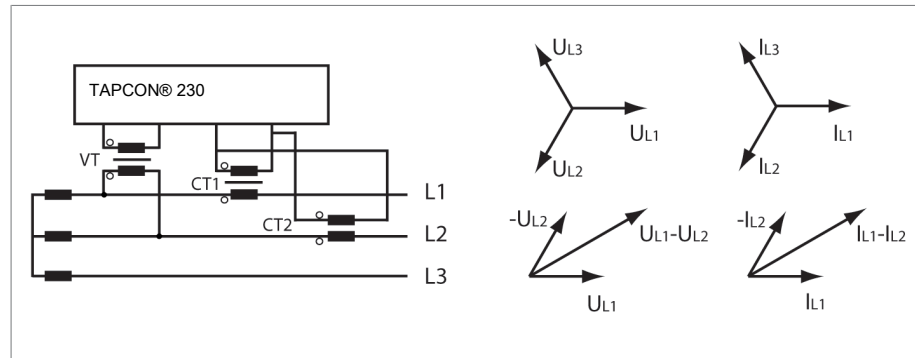 TAPCON® 230
VT
CT1
CT2
L1
L2
L3
UL3
UL1
UL2
IL3
IL1
IL2
-UL2
UL1-UL2
UL1
-IL2
IL1-IL2
IL1